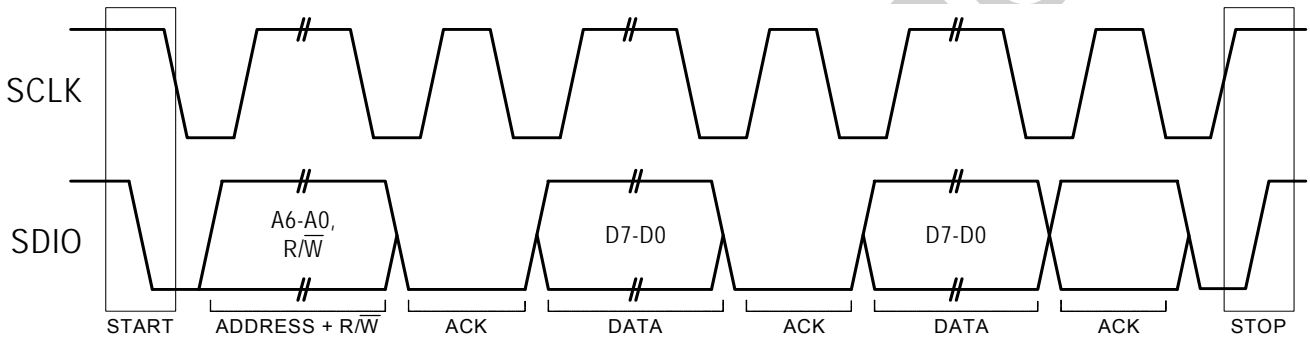 SCLK
SDIO
A6-A0,
R/W̅
D7-D0
D7-D0
START
ADDRESS + R/W̅
ACK
DATA
ACK
DATA
ACK
STOP